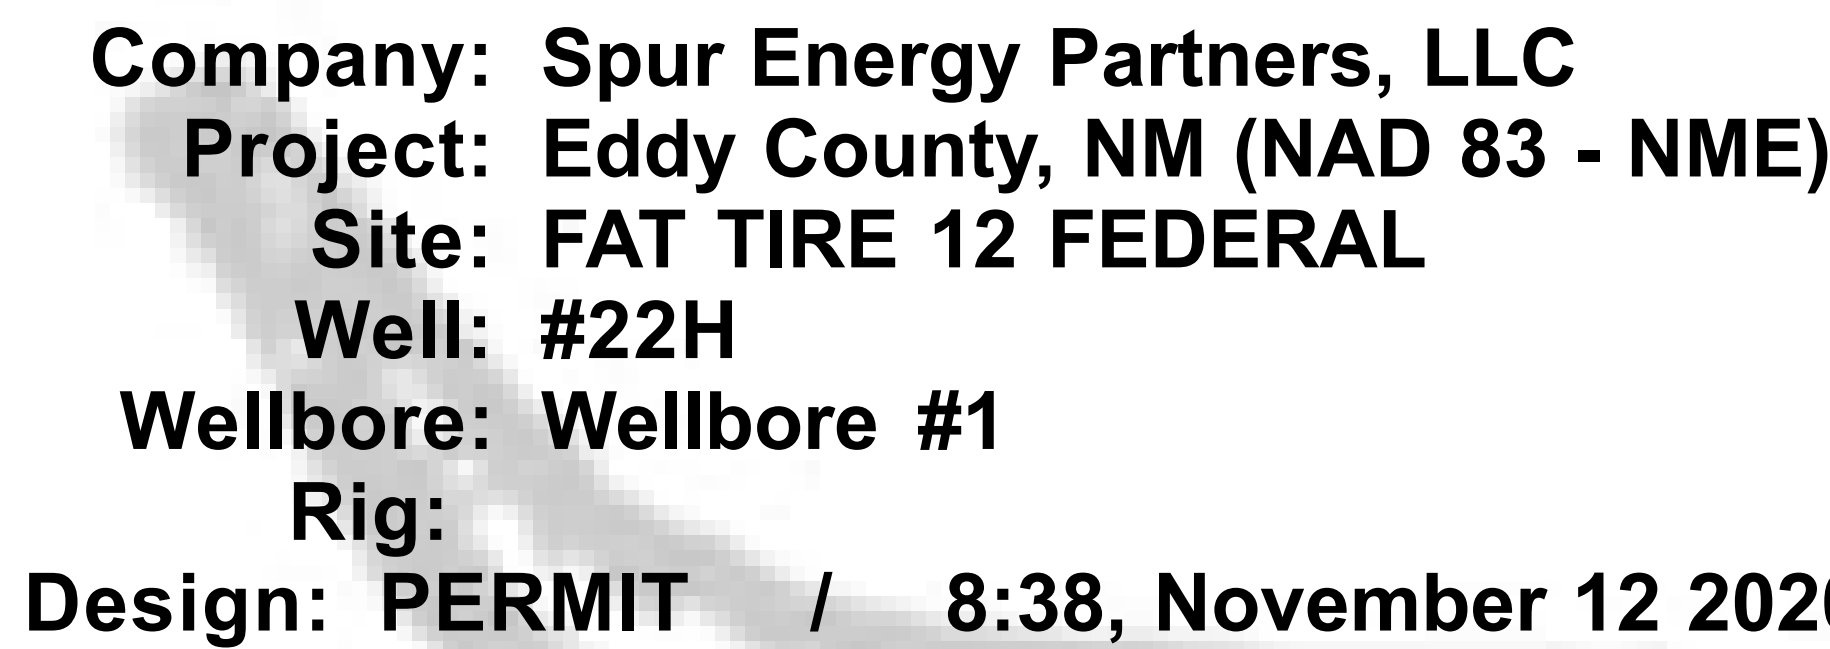 Company: Spur Energy Partners, LLC
Project: Eddy County, NM (NAD 83 - NME)
Site: FAT TIRE 12 FEDERAL
Well: #22H
Wellbore: Wellbore #1
Rig:
Design: PERMIT / 8:38, November 12 2020